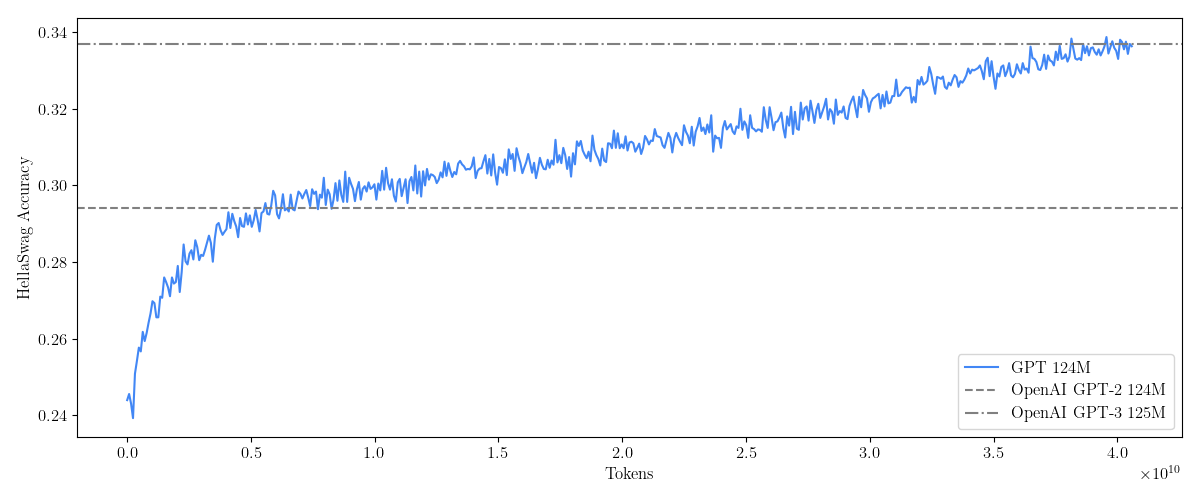 0.34
0.32
0.30
0.28
0.26
0.24
HellaSwag Accuracy
GPT 124M
OpenAI GPT-2 124M
OpenAI GPT-3 125M
0.0 0.5 1.0 1.5 2.0 2.5 3.0 3.5 4.0
Tokens
×10¹⁰